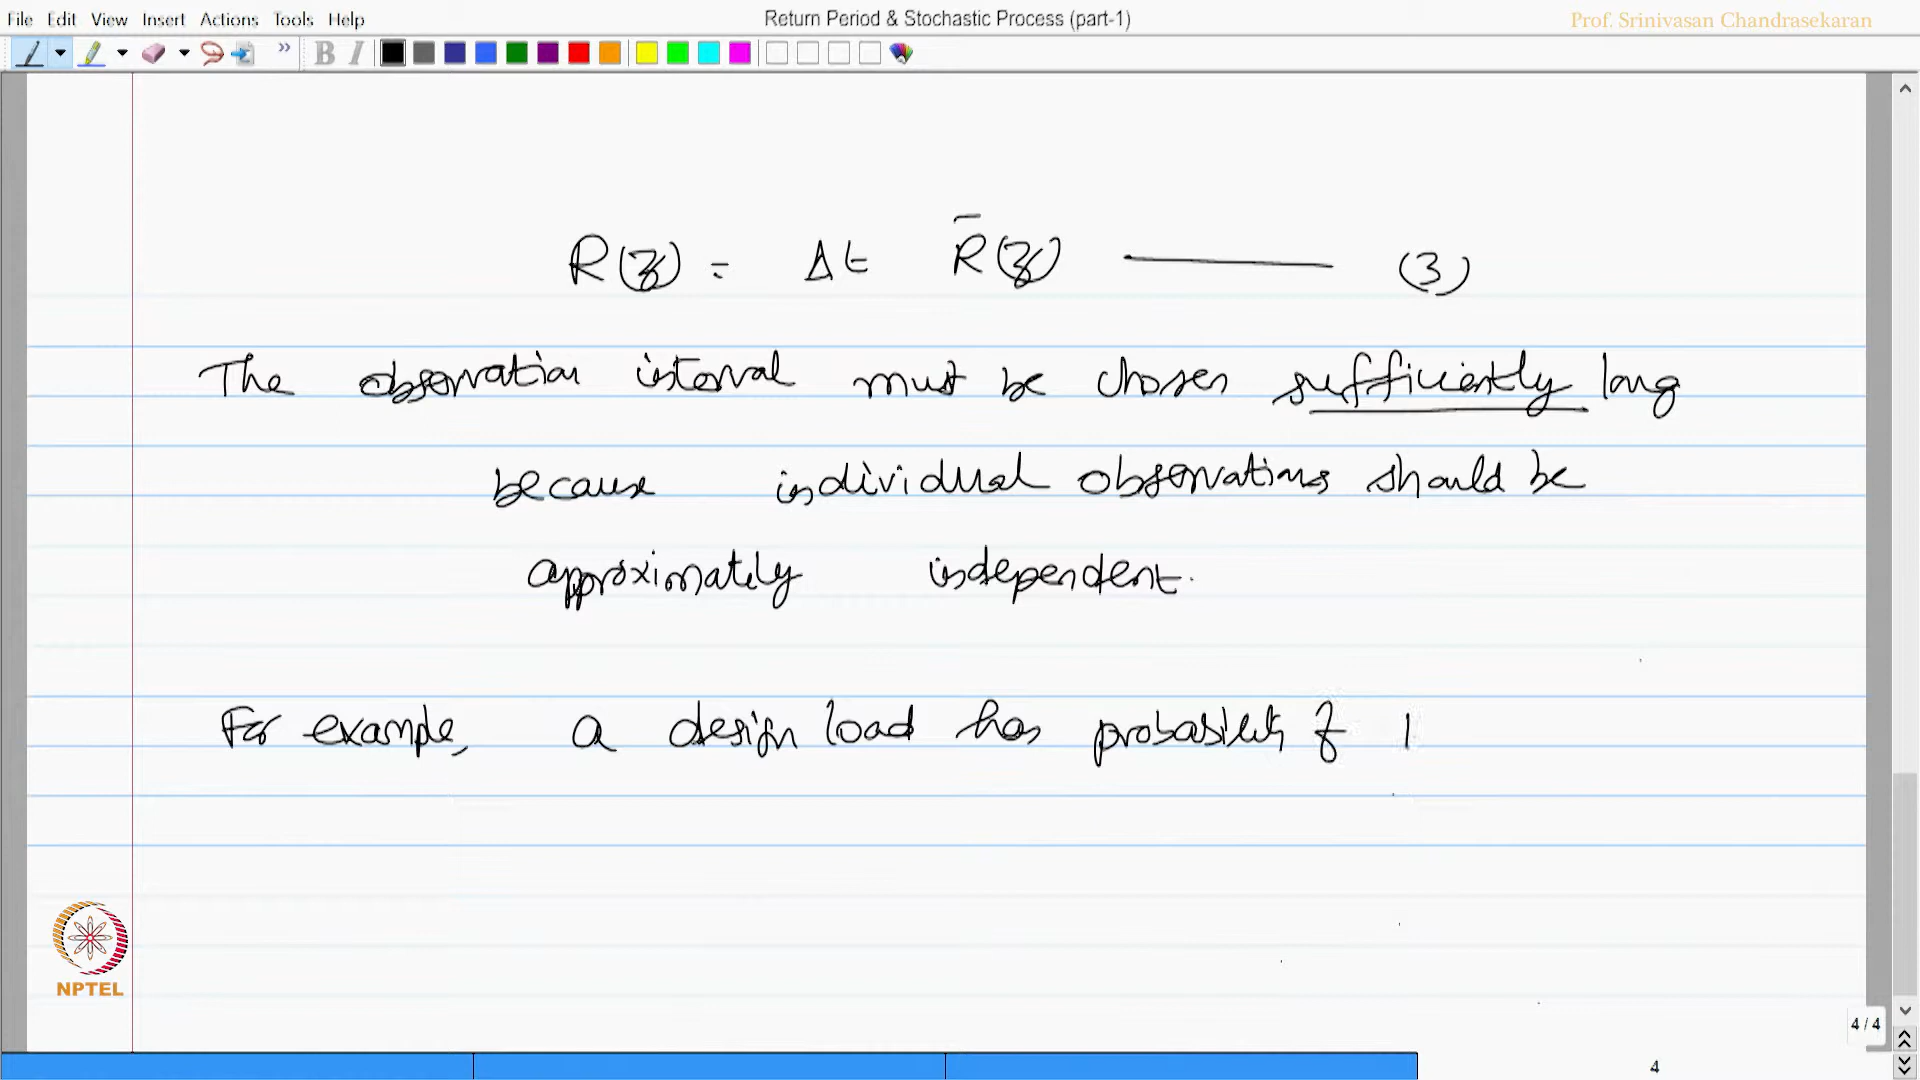 File Edit View Insert Actions Tools Help
Return Period & Stochastic Process (part-1)
Prof. Srinivasan Chandrasekaran
B I
R(z) = Δt R̄(z) ——— (3)
The observation interval must be chosen sufficiently long
because individual observations should be
approximately independent.
For example, a design load has probability of 1
NPTEL
4 / 4
4